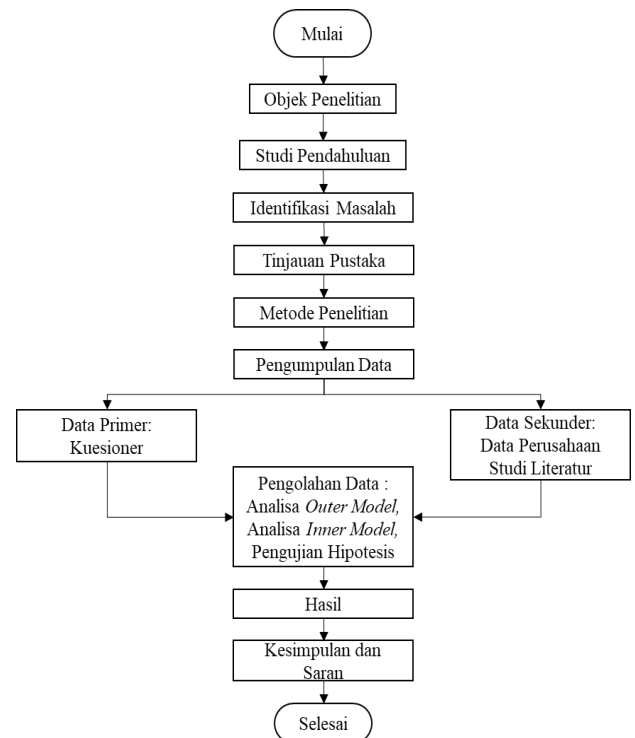 Mulai
Objek Penelitian
Studi Pendahuluan
Identifikasi Masalah
Tinjauan Pustaka
Metode Penelitian
Pengumpulan Data
Data Primer:
Kuesioner
Data Sekunder:
Data Perusahaan
Studi Literatur
Pengolahan Data :
Analisa Outer Model,
Analisa Inner Model,
Pengujian Hipotesis
Hasil
Kesimpulan dan
Saran
Selesai